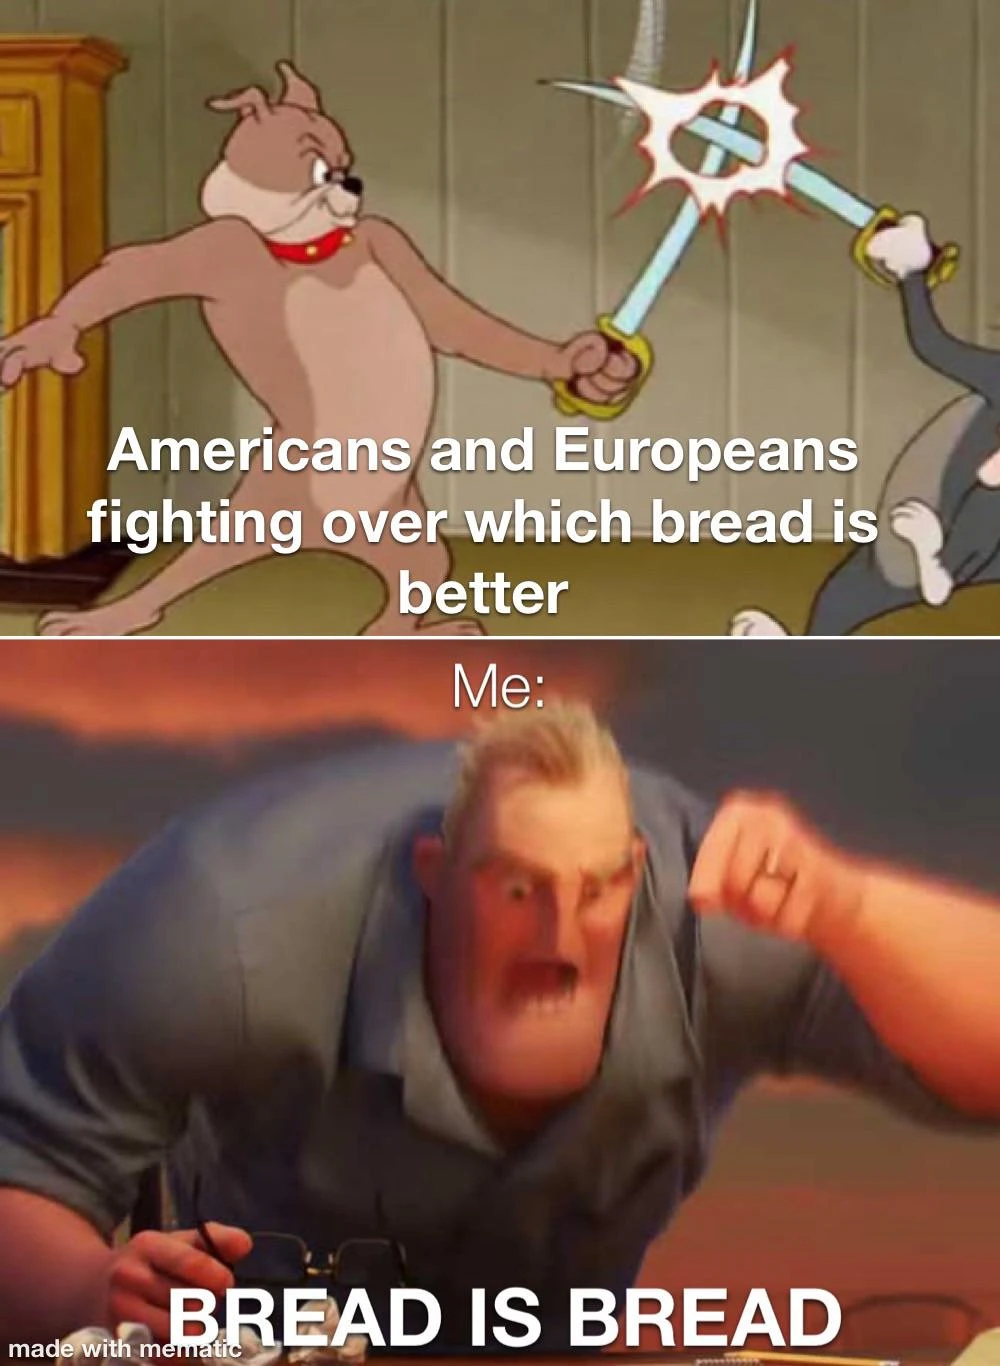 Americans and Europeans
fighting over which bread is
better
Me:
BREAD IS BREAD
made with mematic